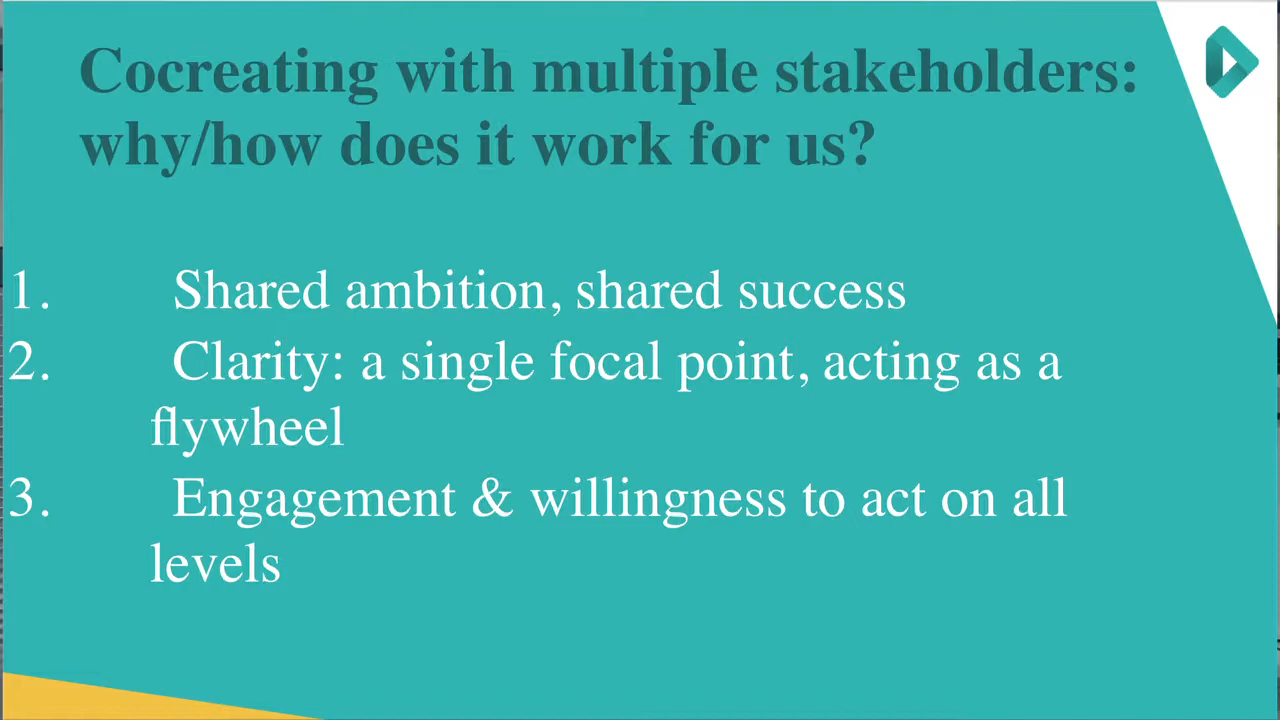 Cocreating with multiple stakeholders:
why/how does it work for us?
1. Shared ambition, shared success
2. Clarity: a single focal point, acting as a
flywheel
3. Engagement & willingness to act on all
levels